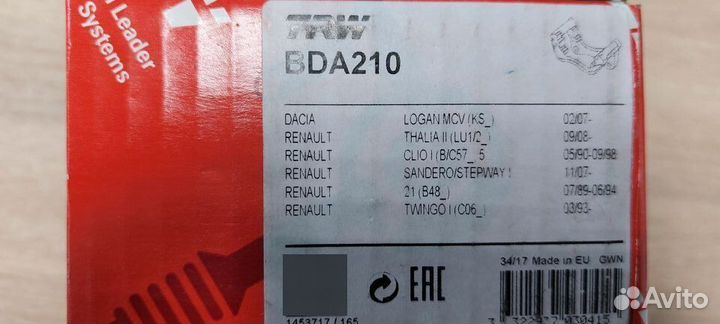 Leader
Systems
TRW
BDA210
DACIA LOGAN MCV (KS_) 02/07-
RENAULT THALIA II (LU1/2_) 09/08-
RENAULT CLIO I (B/C57_ 5 05/90-09/98
RENAULT SANDERO/STEPWAY I 11/07-
RENAULT 21 (B48_) 07/89-06/94
RENAULT TWINGO I (C06_) 03/93-
34/17 Made in EU GWN
EAC
1453717 / 165
Avito